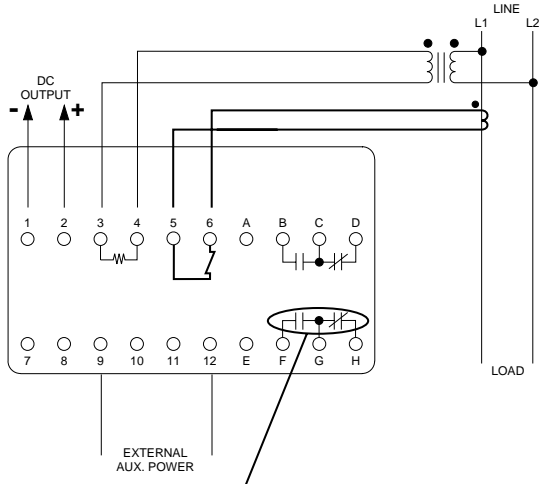 LINE
L1 L2
DC
OUTPUT
- +
1 2 3 4 5 6 A B C D
7 8 9 10 11 12 E F G H
LOAD
EXTERNAL
AUX. POWER